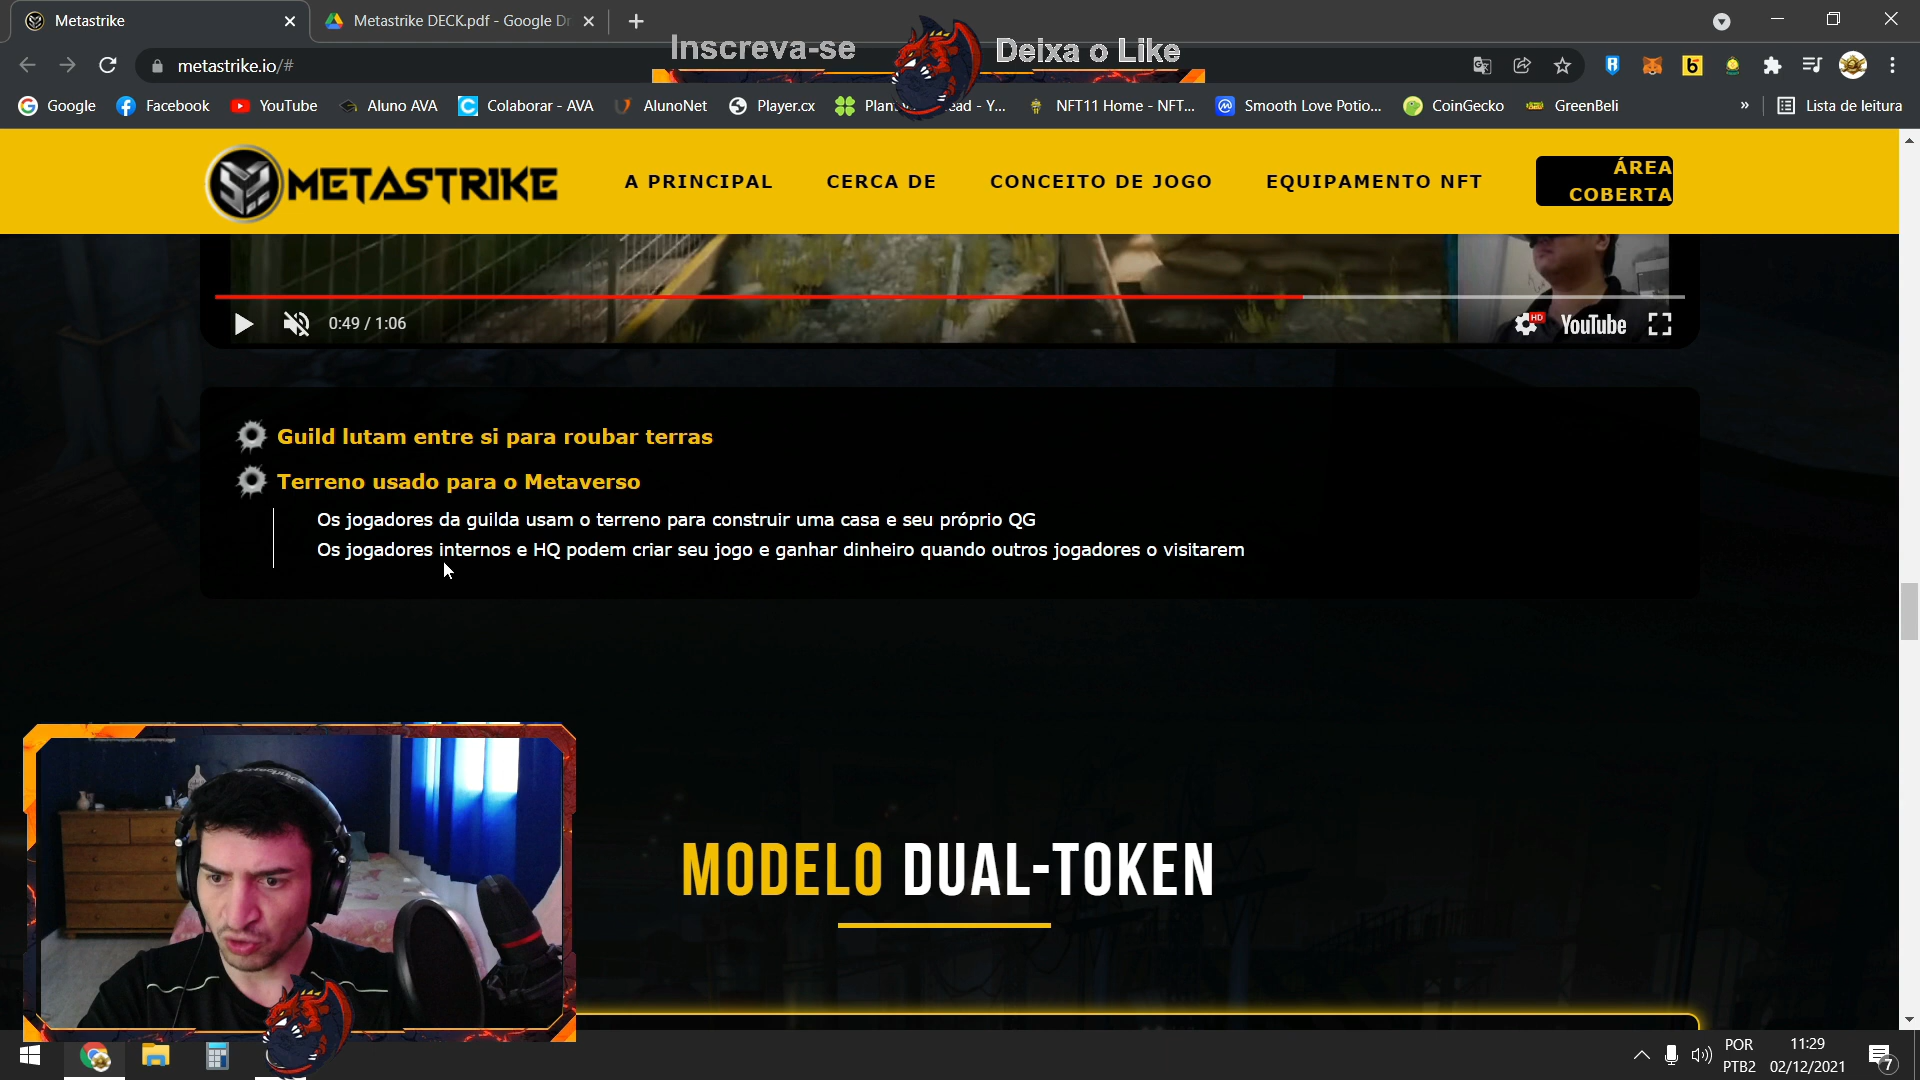 Metastrike
Metastrike DECK.pdf - Google Dr
Inscreva-se
Deixa o Like
metastrike.io/#
Google
Facebook
YouTube
Aluno AVA
Colaborar - AVA
AlunoNet
Player.cx
- Y...
NFT11 Home - NFT...
Smooth Love Potio...
CoinGecko
GreenBeli
»
Lista de leitura
METASTRIKE
A PRINCIPAL
CERCA DE
CONCEITO DE JOGO
EQUIPAMENTO NFT
ÁREA
COBERTA
0:49 / 1:06
HD
YouTube
Guild lutam entre si para roubar terras
Terreno usado para o Metaverso
Os jogadores da guilda usam o terreno para construir uma casa e seu próprio QG
Os jogadores internos e HQ podem criar seu jogo e ganhar dinheiro quando outros jogadores o visitarem
MODELO DUAL-TOKEN
POR
PTB2
11:29
02/12/2021
7